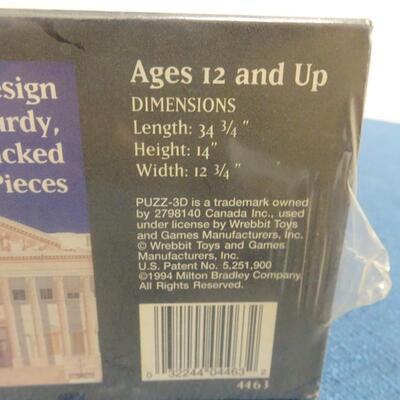 esign
urdy,
acked
Pieces
Ages 12 and Up
DIMENSIONS
Length: 34 3/4"
Height: 14"
Width: 12 3/4"
PUZZ-3D is a trademark owned
by 2798140 Canada Inc., used
under license by Wrebbit Toys
and Games Manufacturers, Inc.
© Wrebbit Toys and Games
Manufacturers, Inc.
U.S. Patent No. 5,251,900
©1994 Milton Bradley Company.
All Rights Reserved.
0 32244 04463 2
4463